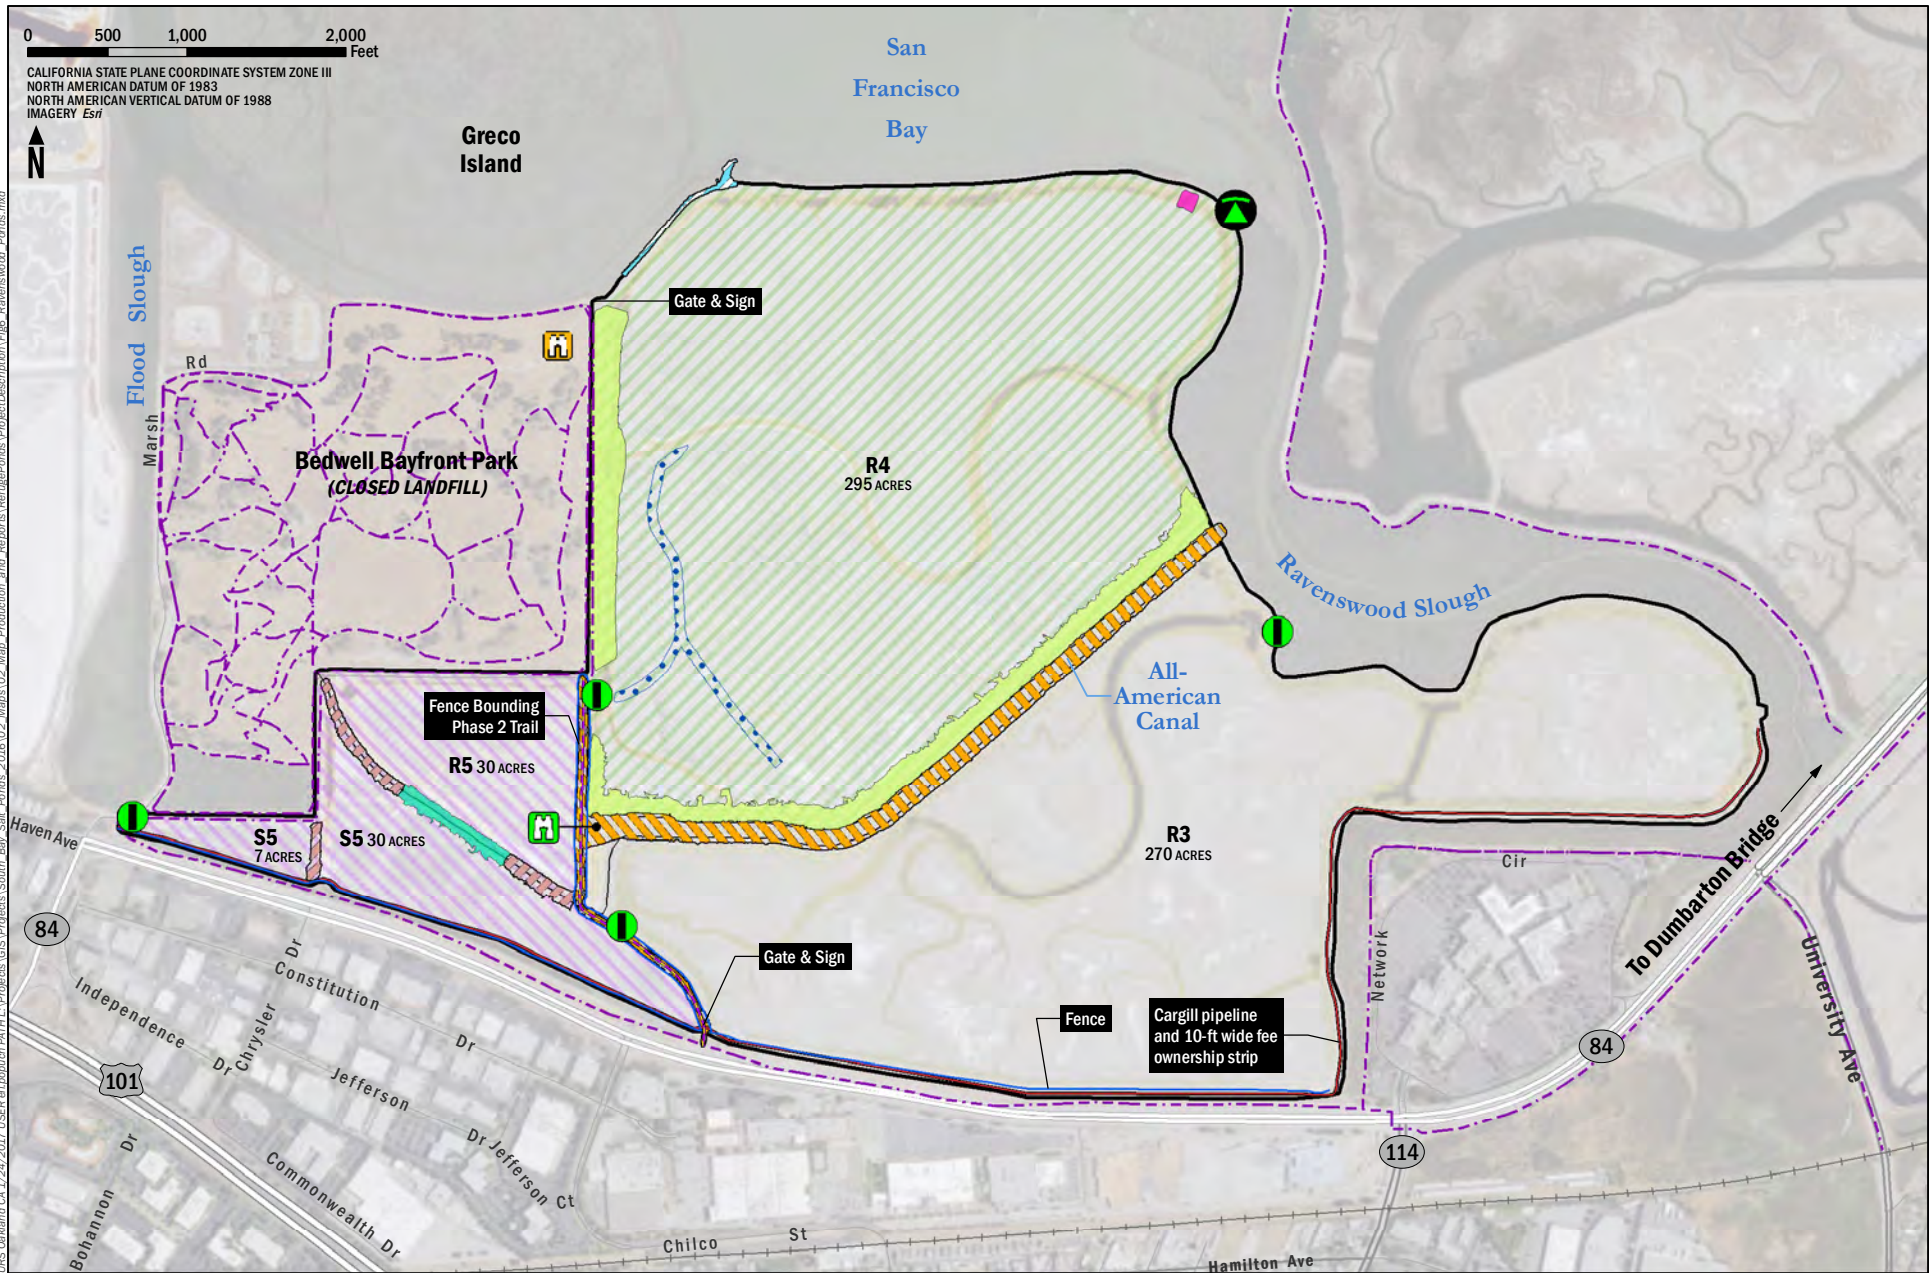 0 500 1,000 2,000
Feet
CALIFORNIA STATE PLANE COORDINATE SYSTEM ZONE III
NORTH AMERICAN DATUM OF 1983
NORTH AMERICAN VERTICAL DATUM OF 1988
IMAGERY Esri
N
San
Francisco
Bay
Greco
Island
Flood Slough
Gate & Sign
Rd
Marsh
Bedwell Bayfront Park
(CLOSED LANDFILL)
R4
295 ACRES
Ravenswood Slough
All-
American
Canal
Fence Bounding
Phase 2 Trail
R5 30 ACRES
S5
7 ACRES
S5 30 ACRES
R3
270 ACRES
Haven Ave
Cir
To Dumbarton Bridge
84
Network
University Ave
Gate & Sign
Fence
Cargill pipeline
and 10-ft wide fee
ownership strip
84
Dr
Constitution
Dr
Independence
Dr
Chrysler
Jefferson
Dr
Jefferson
Ct
101
114
Dr
Bohannon
Commonwealth Dr
Chilco St
Hamilton Ave